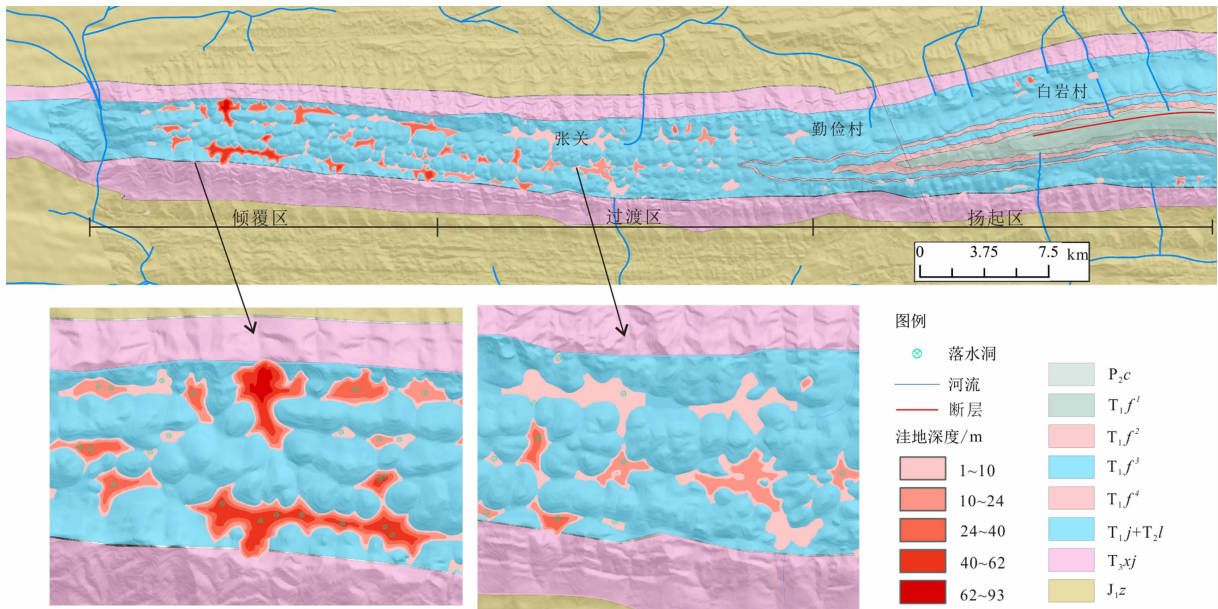 白岩村
勤俭村
张关
倾覆区
过渡区
扬起区
0 3.75 7.5 km
图例
落水洞
河流
断层
洼地深度/m
1~10
10~24
24~40
40~62
62~93
P₂c
T₁f¹
T₁f²
T₁f³
T₁f⁴
T₁j+T₂l
T₃xj
J₁z